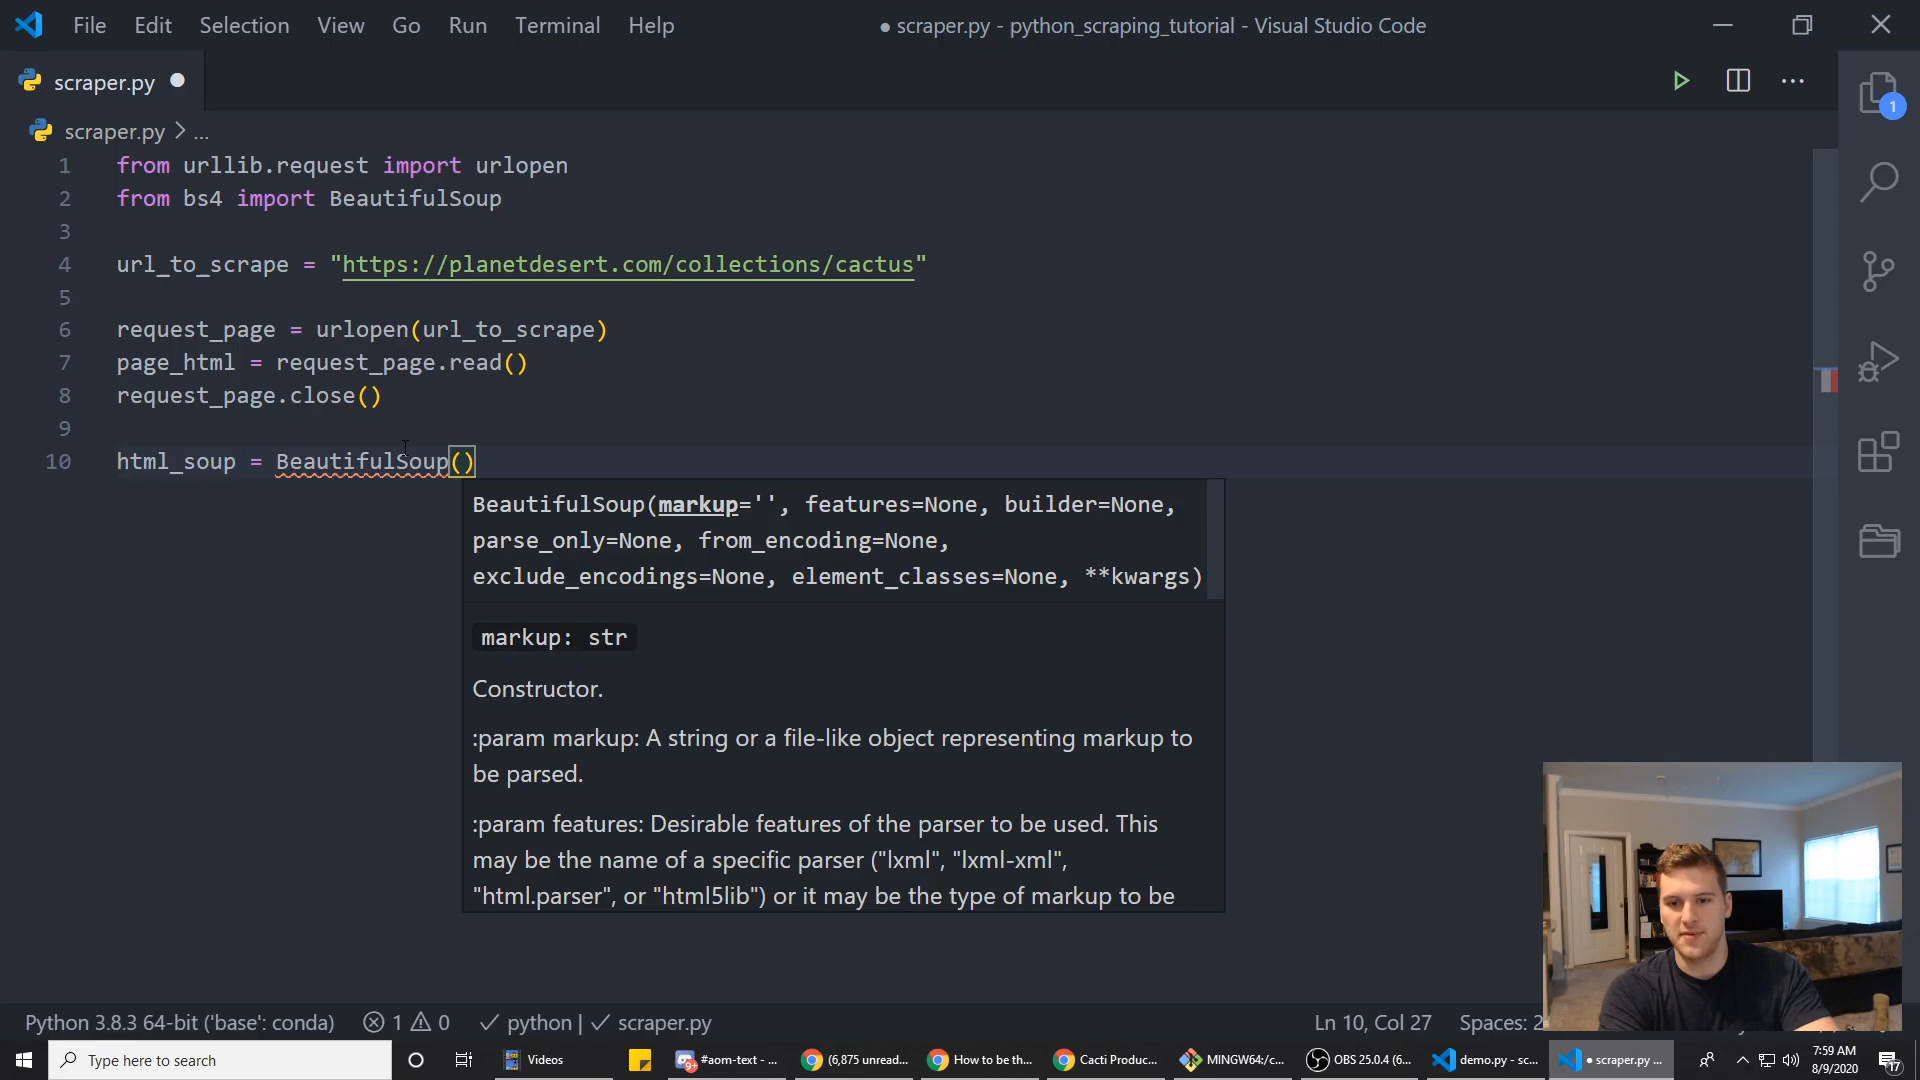 File Edit Selection View Go Run Terminal Help ● scraper.py - python_scraping_tutorial - Visual Studio Code
scraper.py
scraper.py > ...
1
1 from urllib.request import urlopen
2 from bs4 import BeautifulSoup
3
4 url_to_scrape = "https://planetdesert.com/collections/cactus"
5
6 request_page = urlopen(url_to_scrape)
7 page_html = request_page.read()
8 request_page.close()
9
10 html_soup = BeautifulSoup()
BeautifulSoup(markup='', features=None, builder=None,
parse_only=None, from_encoding=None,
exclude_encodings=None, element_classes=None, **kwargs)
markup: str
Constructor.
:param markup: A string or a file-like object representing markup to
be parsed.
:param features: Desirable features of the parser to be used. This
may be the name of a specific parser ("lxml", "lxml-xml",
"html.parser", or "html5lib") or it may be the type of markup to be
Python 3.8.3 64-bit ('base': conda) 1 0 python | scraper.py Ln 10, Col 27 Spaces: 2
Type here to search Videos 9+ #aom-text - ... (6,875 unread... How to be th... Cacti Produc... MINGW64:/c... OBS 25.0.4 (6... demo.py - sc... ● scraper.py ... 7:59 AM
8/9/2020 17